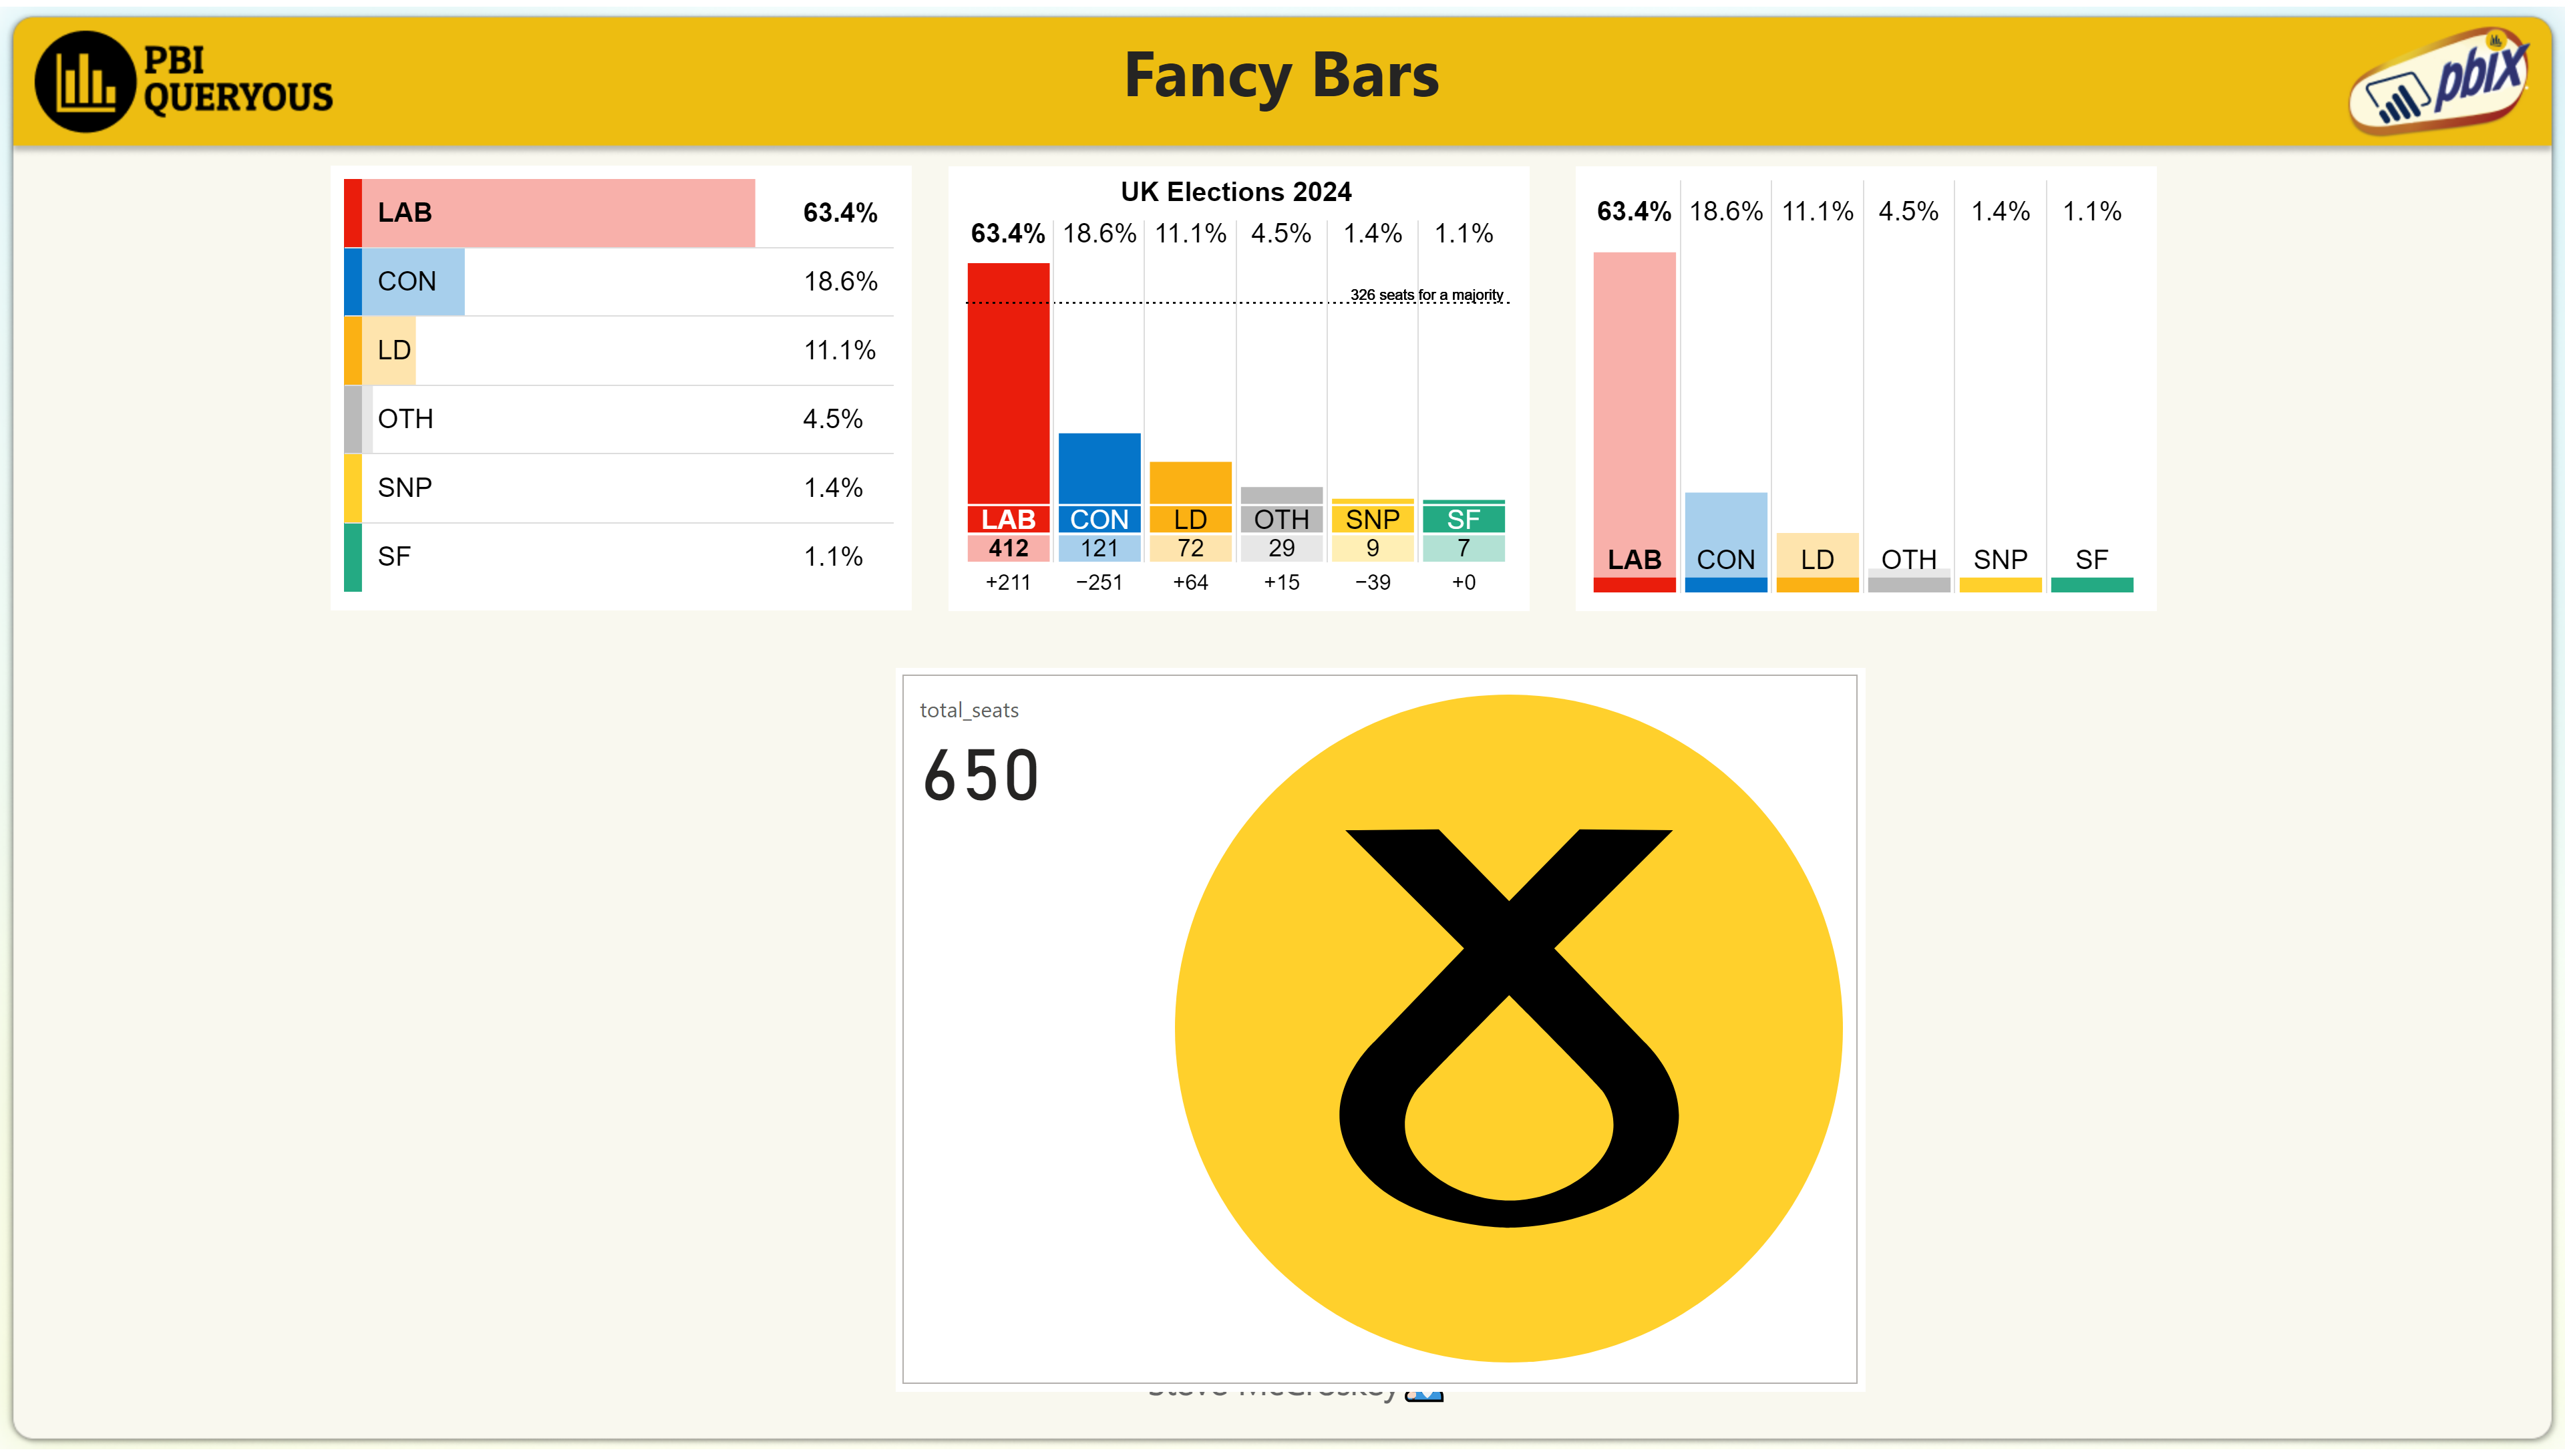 PBI
QUERYOUS
Fancy Bars
pbix
LAB 63.4%
CON 18.6%
LD 11.1%
OTH 4.5%
SNP 1.4%
SF 1.1%
UK Elections 2024
63.4% 18.6% 11.1% 4.5% 1.4% 1.1%
326 seats for a majority
LAB CON LD OTH SNP SF
412 121 72 29 9 7
+211 −251 +64 +15 −39 +0
63.4% 18.6% 11.1% 4.5% 1.4% 1.1%
LAB CON LD OTH SNP SF
total_seats
650